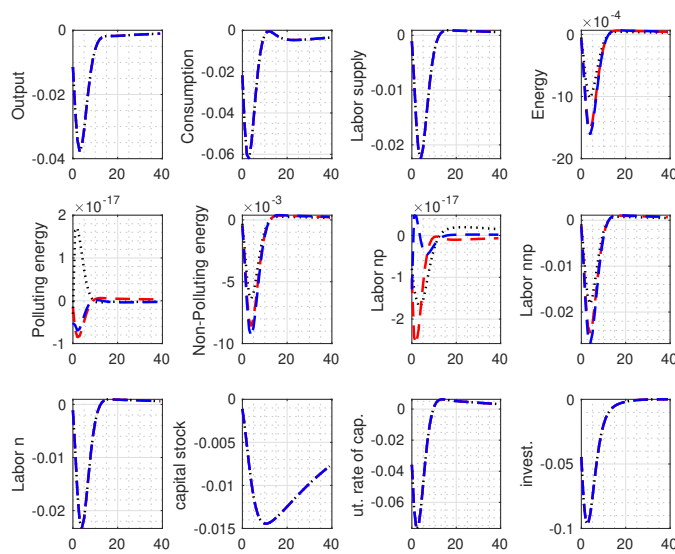 0
-0.02
-0.04
Output
0 20 40
0
-0.02
-0.04
-0.06
Consumption
0 20 40
0
-0.01
-0.02
Labor supply
0 20 40
×10⁻⁴
0
-10
-20
Energy
0 20 40
×10⁻¹⁷
2
1
0
-1
Polluting energy
0 20 40
×10⁻³
0
-5
-10
Non-Polluting energy
0 20 40
×10⁻¹⁷
0
-1
-2
Labor np
0 20 40
0
-0.01
-0.02
Labor nnp
0 20 40
0
-0.01
-0.02
Labor n
0 20 40
0
-0.005
-0.01
-0.015
capital stock
0 20 40
0
-0.02
-0.04
-0.06
ut. rate of cap.
0 20 40
0
-0.05
-0.1
invest.
0 20 40